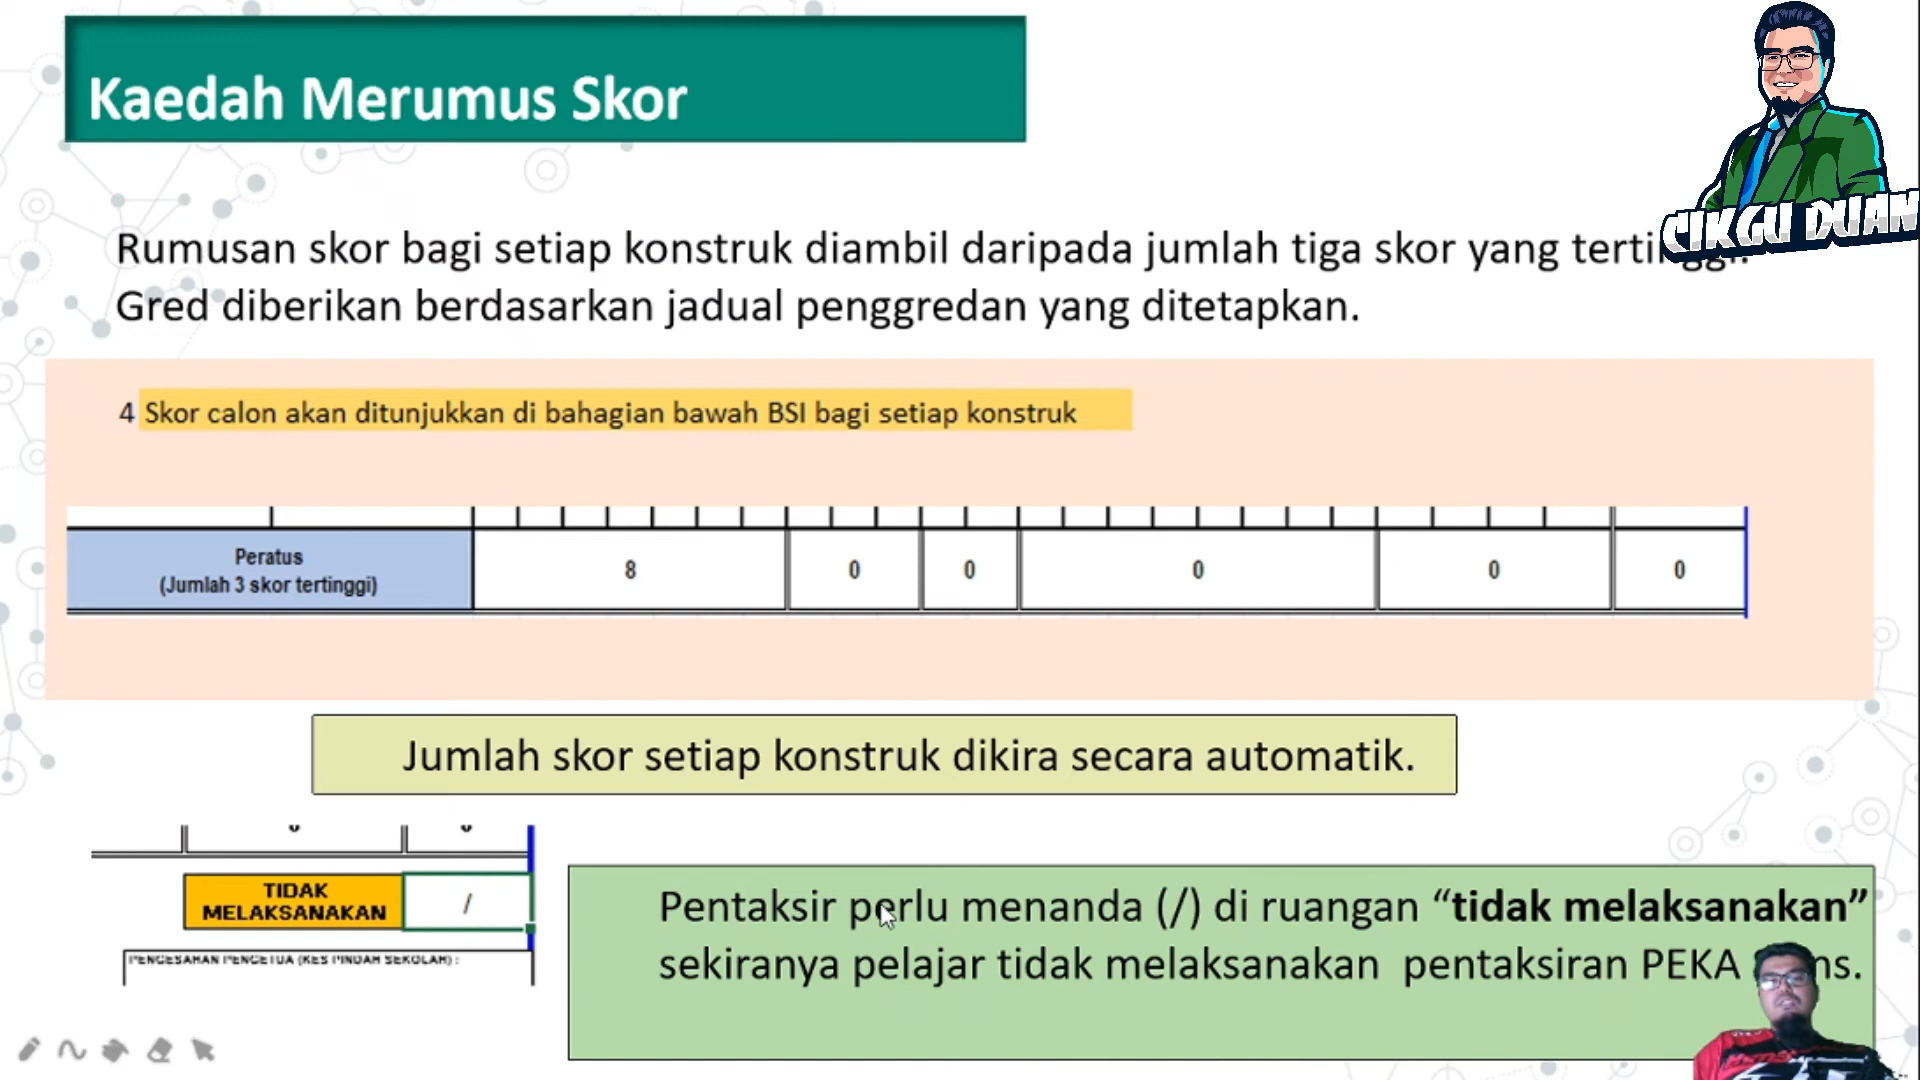 Kaedah Merumus Skor
CIKGU DUAN
Rumusan skor bagi setiap konstruk diambil daripada jumlah tiga skor yang
Gred diberikan berdasarkan jadual penggredan yang ditetapkan.
4 Skor calon akan ditunjukkan di bahagian bawah BSI bagi setiap konstruk
Peratus
(Jumlah 3 skor tertinggi)
8 0 0 0 0 0
Jumlah skor setiap konstruk dikira secara automatik.
TIDAK
MELAKSANAKAN /
PENGESAHAN PENGETUA (KES PINDAH SEKOLAH) :
Pentaksir perlu menanda (/) di ruangan “tidak melaksanakan”
sekiranya pelajar tidak melaksanakan pentaksiran PEKA